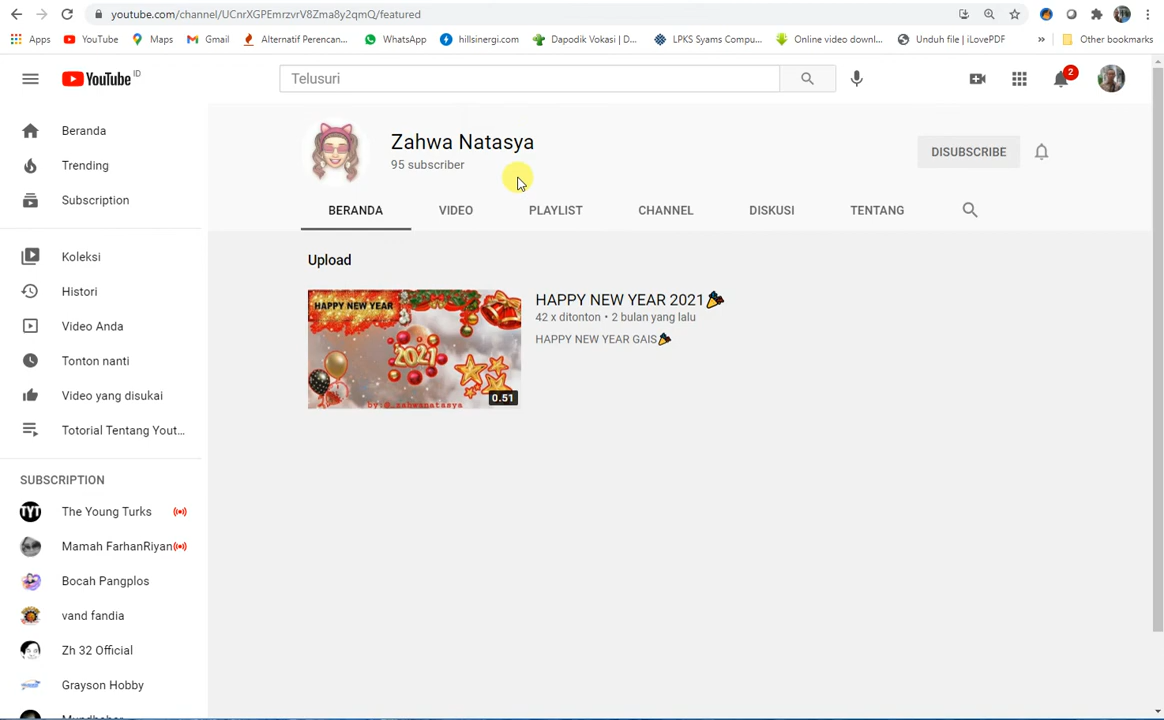 youtube.com/channel/UCnrXGPEmrzvrV8Zma8y2qmQ/featured
Apps YouTube Maps Gmail Alternatif Perencan... WhatsApp hillsinergi.com Dapodik Vokasi | D... LPKS Syams Compu... Online video downl... Unduh file | iLovePDF » Other bookmarks
YouTube ID
Telusuri
2
Beranda
Trending
Subscription
Koleksi
Histori
Video Anda
Tonton nanti
Video yang disukai
Totorial Tentang Yout...
SUBSCRIPTION
TYT
The Young Turks
Mamah FarhanRiyan
Bocah Pangplos
vand fandia
Zh 32 Official
Grayson Hobby
Zahwa Natasya
95 subscriber
DISUBSCRIBE
BERANDA VIDEO PLAYLIST CHANNEL DISKUSI TENTANG
Upload
HAPPY NEW YEAR
2021
by:@_zahwanatasya
0.51
HAPPY NEW YEAR 2021🎉
42 x ditonton • 2 bulan yang lalu
HAPPY NEW YEAR GAIS🎉